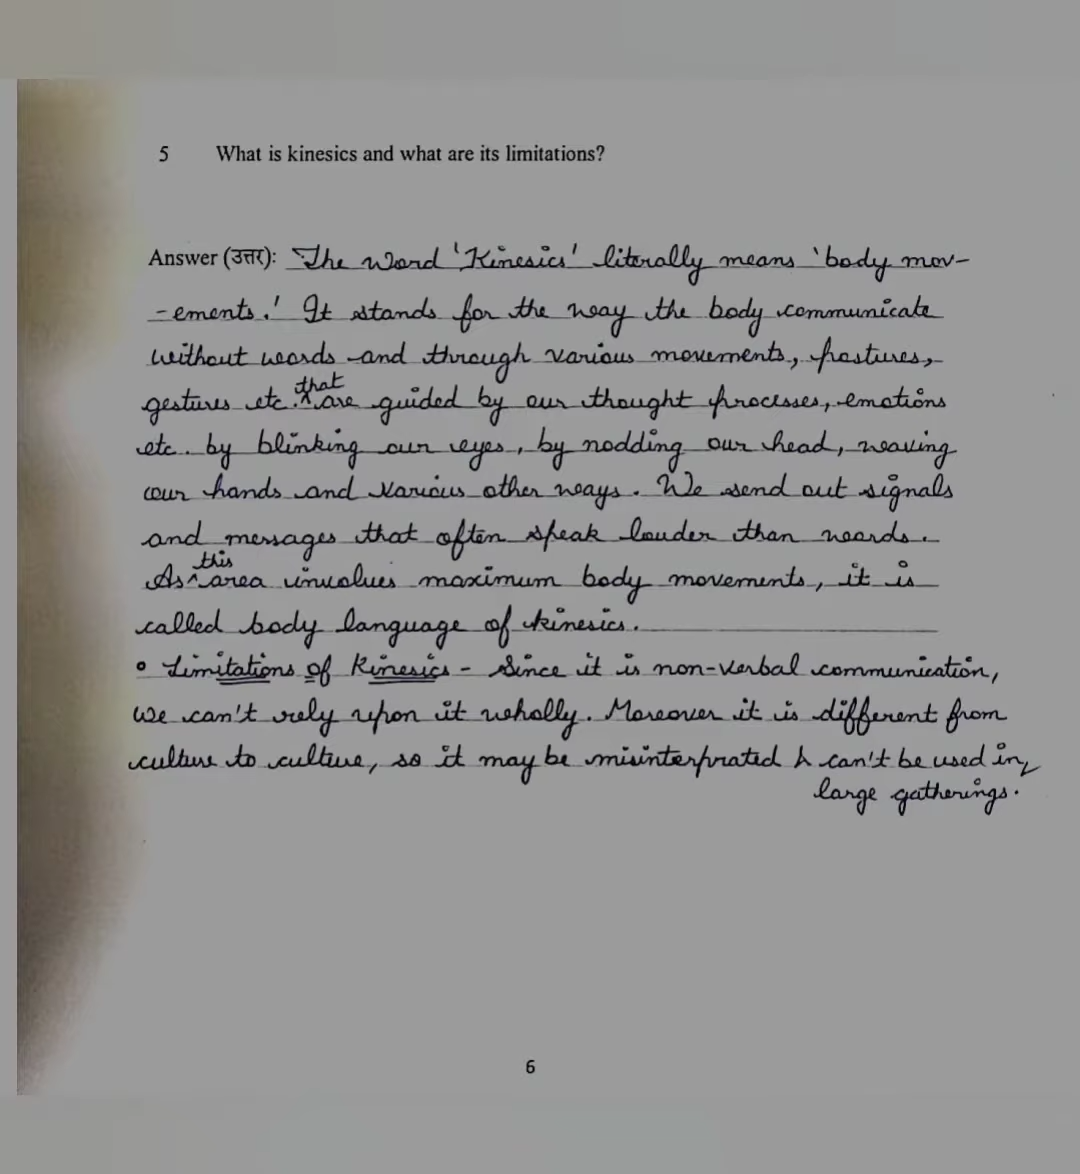 5 What is kinesics and what are its limitations?
Answer (उत्तर): The word 'Kinesics' literally means 'body mov-
-ements.' It stands for the way the body communicate
without words and through various movements, postures,
gestures etc. that are guided by our thought processes, emotions
etc. by blinking our eyes, by nodding our head, waving
our hands and various other ways. We send out signals
and messages that often speak louder than words.
As this area involves maximum body movements, it is
called body language of kinesics.
• Limitations of Kinesics - Since it is non-verbal communication,
we can't rely upon it wholly. Moreover it is different from
culture to culture, so it may be misinterprated & can't be used in
large gatherings.
6